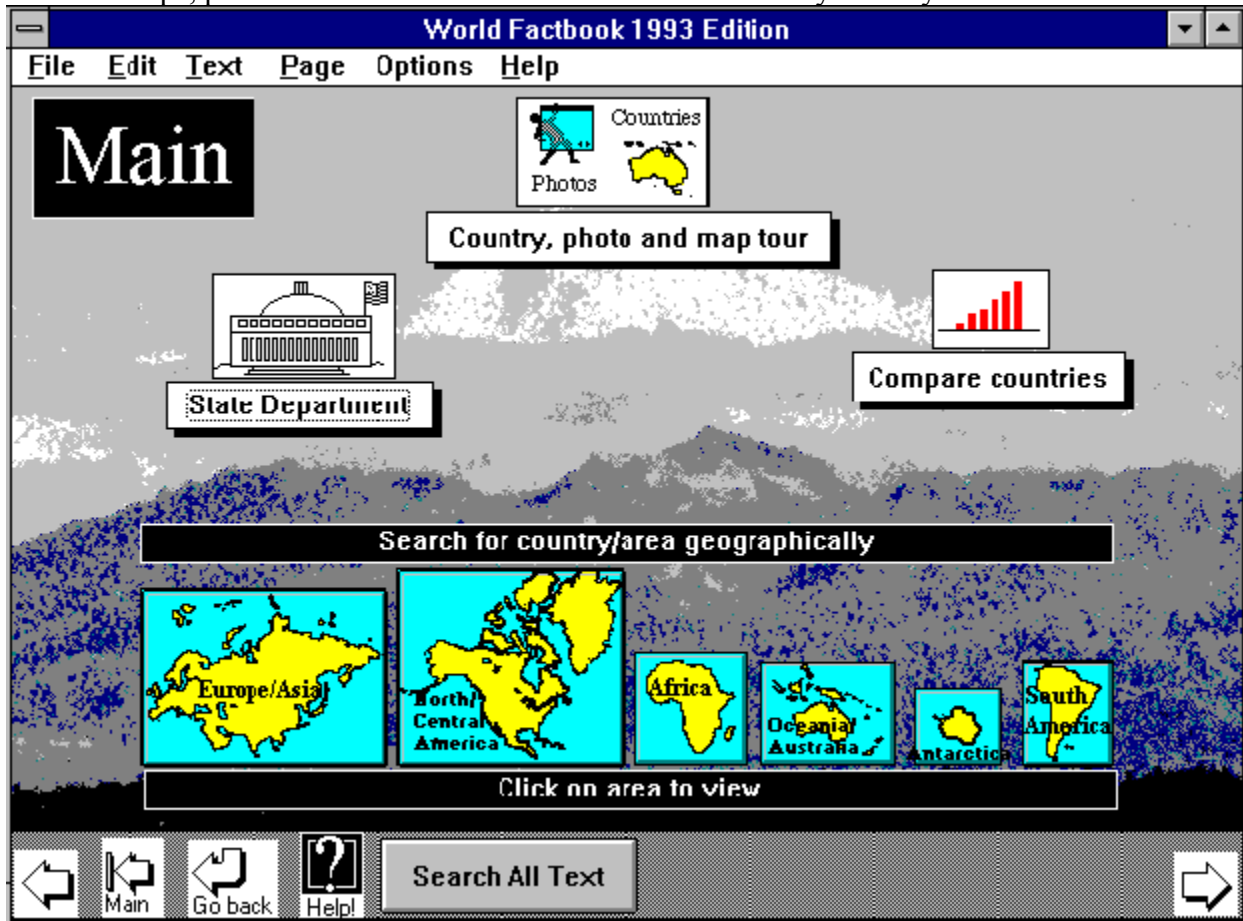 World Factbook 1993 Edition
File Edit Text Page Options Help
Main
Countries
Photos
Country, photo and map tour
State Department
Compare countries
Search for country/area geographically
Europe/Asia
North/
Central
America
Africa
Oceania/
Australia
Antarctica
South
America
Click on area to view
Main
Go back
Help!
Search All Text